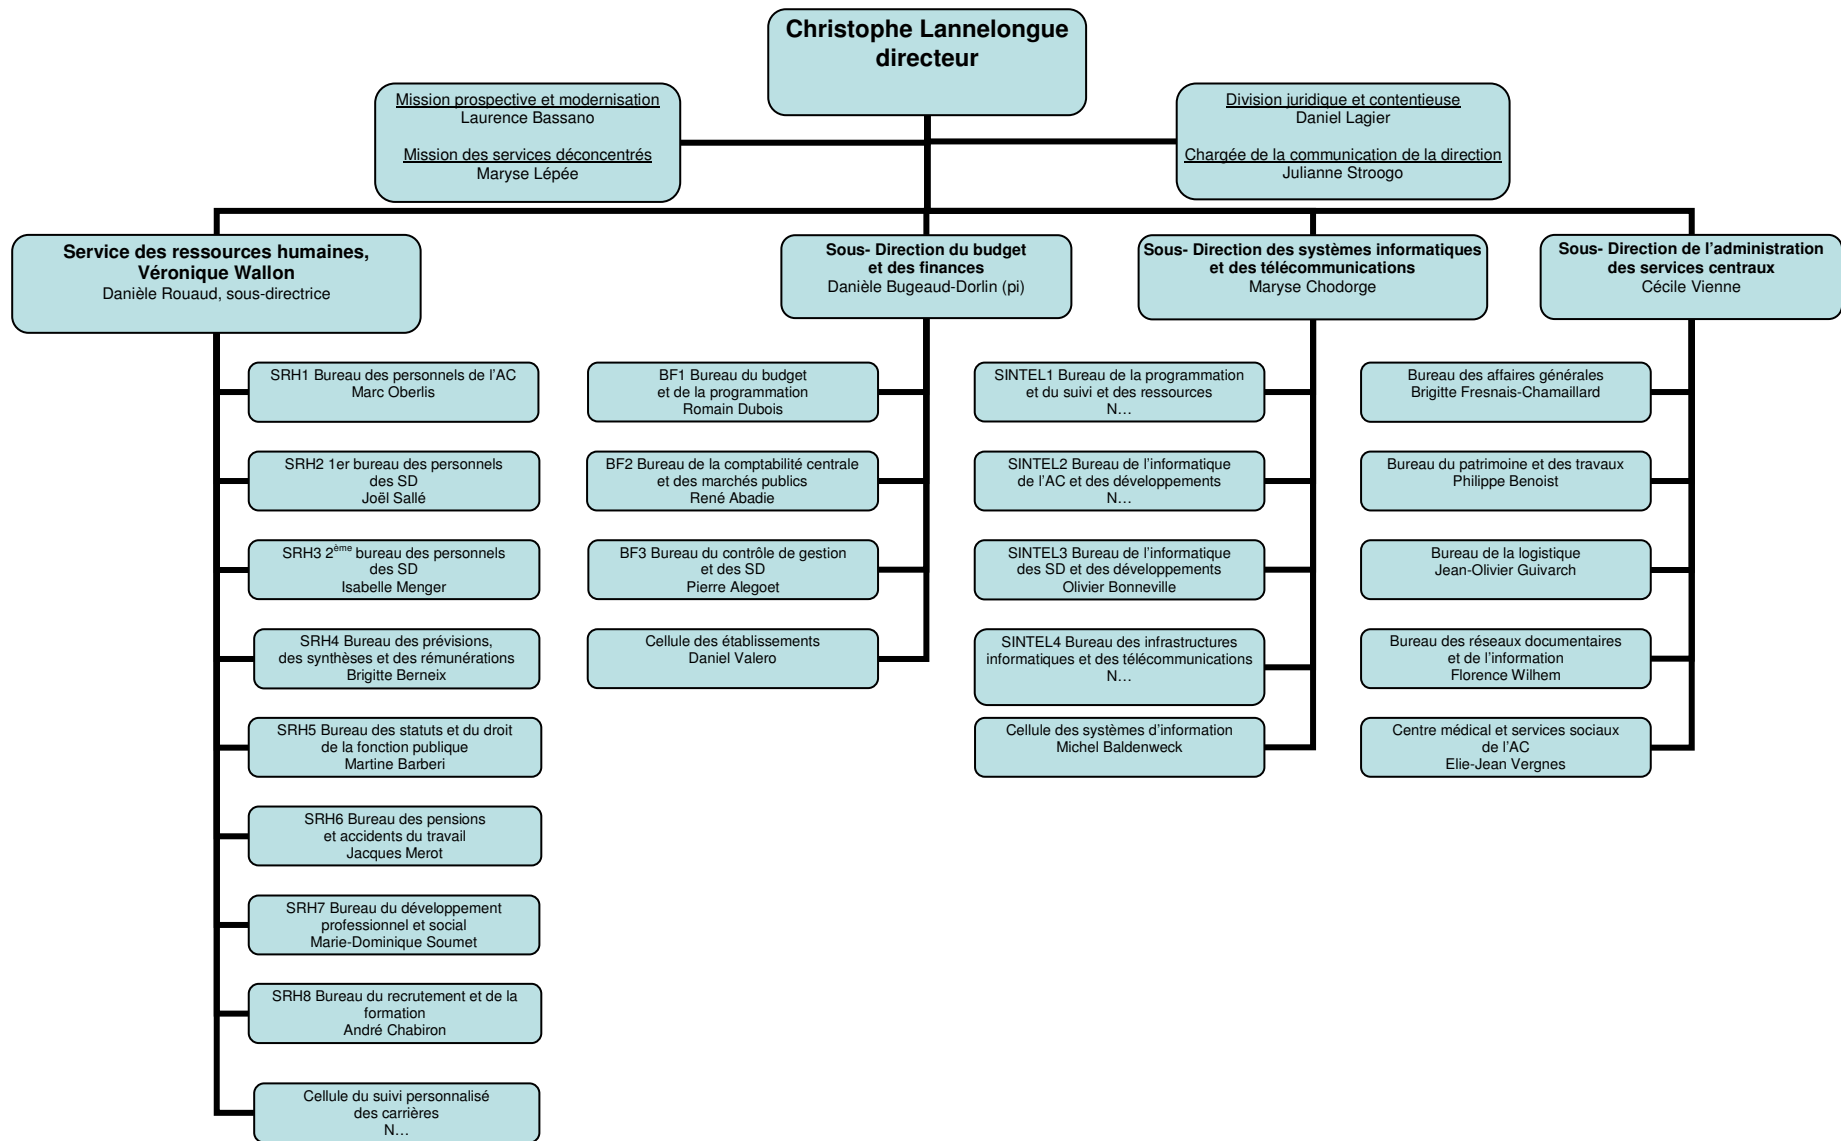 Christophe Lannelongue
directeur
Mission prospective et modernisation
Laurence Bassano
Mission des services déconcentrés
Maryse Lépée
Division juridique et contentieuse
Daniel Lagier
Chargée de la communication de la direction
Julianne Stroogo
Service des ressources humaines,
Véronique Wallon
Danièle Rouaud, sous-directrice
SRH1 Bureau des personnels de l’AC
Marc Oberlis
SRH2 1er bureau des personnels
des SD
Joël Sallé
SRH3 2ème bureau des personnels
des SD
Isabelle Menger
SRH4 Bureau des prévisions,
des synthèses et des rémunérations
Brigitte Berneix
SRH5 Bureau des statuts et du droit
de la fonction publique
Martine Barberi
SRH6 Bureau des pensions
et accidents du travail
Jacques Merot
SRH7 Bureau du développement
professionnel et social
Marie-Dominique Soumet
SRH8 Bureau du recrutement et de la
formation
André Chabiron
Cellule du suivi personnalisé
des carrières
N…
Sous- Direction du budget
et des finances
Danièle Bugeaud-Dorlin (pi)
BF1 Bureau du budget
et de la programmation
Romain Dubois
BF2 Bureau de la comptabilité centrale
et des marchés publics
René Abadie
BF3 Bureau du contrôle de gestion
et des SD
Pierre Alegoet
Cellule des établissements
Daniel Valero
Sous- Direction des systèmes informatiques
et des télécommunications
Maryse Chodorge
SINTEL1 Bureau de la programmation
et du suivi et des ressources
N…
SINTEL2 Bureau de l’informatique
de l’AC et des développements
N…
SINTEL3 Bureau de l’informatique
des SD et des développements
Olivier Bonneville
SINTEL4 Bureau des infrastructures
informatiques et des télécommunications
N…
Cellule des systèmes d’information
Michel Baldenweck
Sous- Direction de l’administration
des services centraux
Cécile Vienne
Bureau des affaires générales
Brigitte Fresnais-Chamaillard
Bureau du patrimoine et des travaux
Philippe Benoist
Bureau de la logistique
Jean-Olivier Guivarch
Bureau des réseaux documentaires
et de l’information
Florence Wilhem
Centre médical et services sociaux
de l’AC
Elie-Jean Vergnes